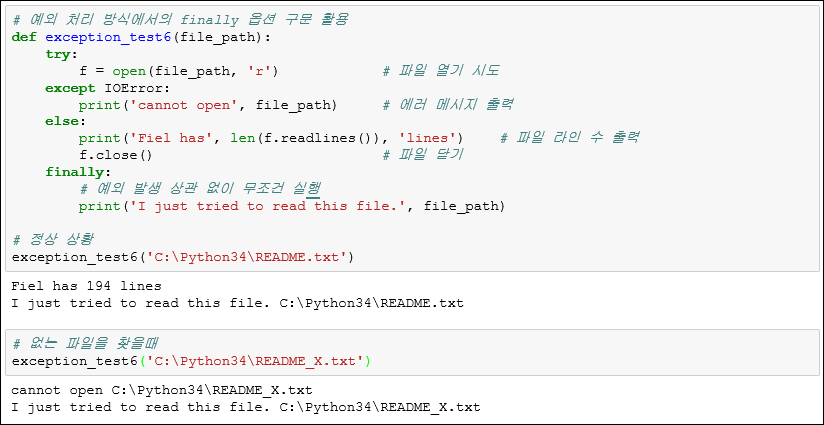 # 예외 처리 방식에서의 finally 옵션 구문 활용
def exception_test6(file_path):
    try:
        f = open(file_path, 'r')             # 파일 열기 시도
    except IOError:
        print('cannot open', file_path)      # 에러 메시지 출력
    else:
        print('Fiel has', len(f.readlines()), 'lines')     # 파일 라인 수 출력
        f.close()                            # 파일 닫기
    finally:
        # 예외 발생 상관 없이 무조건 실행
        print('I just tried to read this file.', file_path)
# 정상 상황
exception_test6('C:\Python34\README.txt')
Fiel has 194 lines
I just tried to read this file. C:\Python34\README.txt
# 없는 파일을 찾을때
exception_test6('C:\Python34\README_X.txt')
cannot open C:\Python34\README_X.txt
I just tried to read this file. C:\Python34\README_X.txt